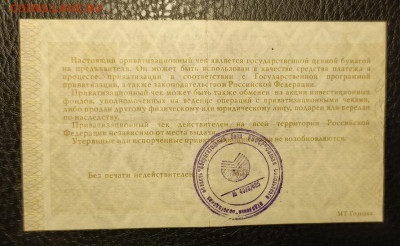 Настоящий приватизационный чек является государственной ценной бумагой
на предъявителя. Он может быть использован в качестве средства платежа в
процессе приватизации в соответствии с Государственной программой
приватизации, а также законодательством Российской Федерации.
Приватизационный чек может быть также обменен на акции инвестиционных
фондов, уполномоченных на ведение операций с приватизационными чеками,
либо продан другому физическому или юридическому лицу, подарен или передан
по наследству.
Приватизационный чек действителен на всей территории Российской
Федерации независимо от места выдачи.
Утерянные или испорченные приватизационные чеки не возобновляются.
Без печати недействителен
МТ Гознака